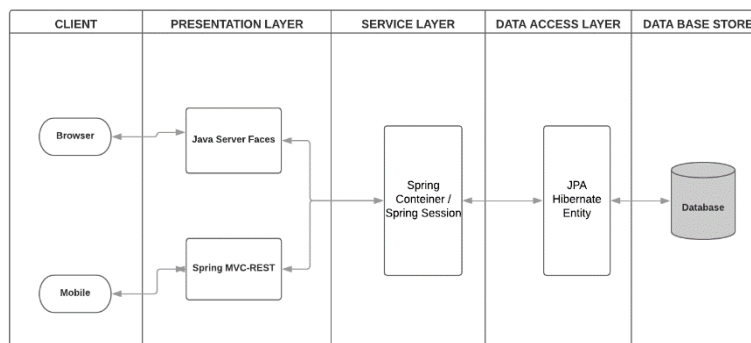 CLIENT
PRESENTATION LAYER
SERVICE LAYER
DATA ACCESS LAYER
DATA BASE STORE
Browser
Java Server Faces
Spring
Conteiner /
Spring Session
JPA
Hibernate
Entity
Database
Mobile
Spring MVC-REST